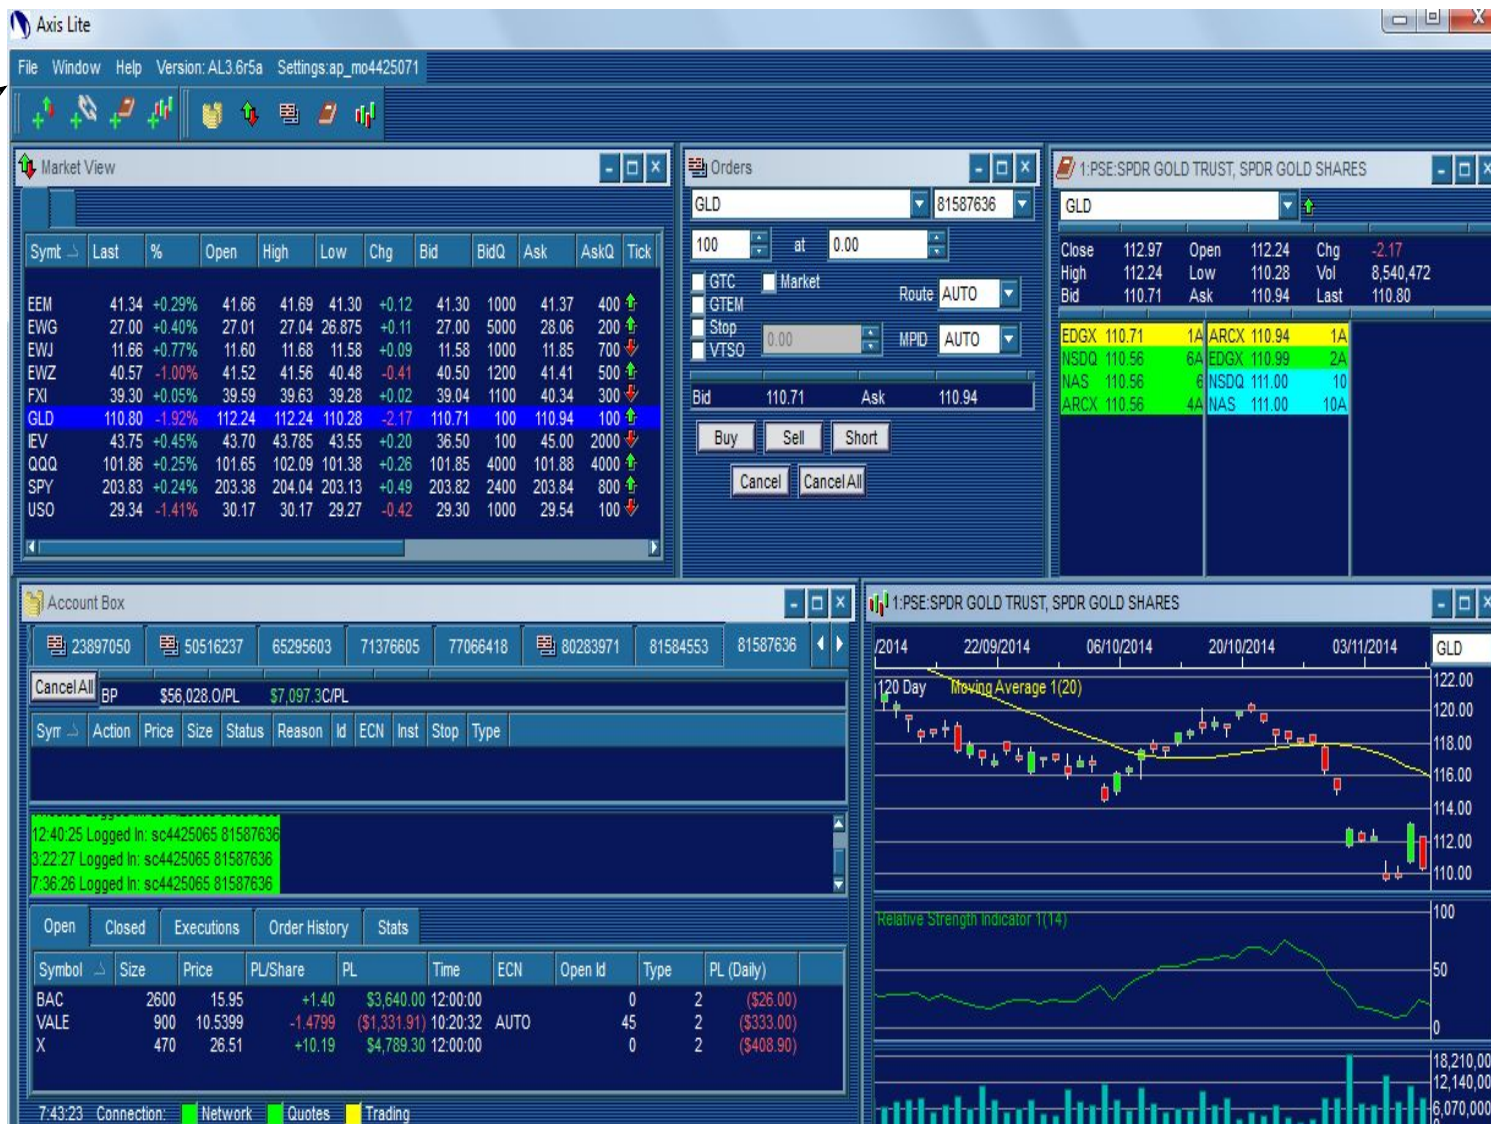 Axis Lite
File Window Help Version: AL3.6r5a Settings:ap_mo4425071
Market View
Symt Last % Open High Low Chg Bid BidQ Ask AskQ Tick
EEM 41.34 +0.29% 41.66 41.69 41.30 +0.12 41.30 1000 41.37 400
EWG 27.00 +0.40% 27.01 27.04 26.875 +0.11 27.00 5000 28.06 200
EWJ 11.66 +0.77% 11.60 11.68 11.58 +0.09 11.58 1000 11.85 700
EWZ 40.57 -1.00% 41.52 41.56 40.48 -0.41 40.50 1200 41.41 500
FXI 39.30 +0.05% 39.59 39.63 39.28 +0.02 39.04 1100 40.34 300
GLD 110.80 -1.92% 112.24 112.24 110.28 -2.17 110.71 100 110.94 100
IEV 43.75 +0.45% 43.70 43.785 43.55 +0.20 36.50 100 45.00 2000
QQQ 101.86 +0.25% 101.65 102.09 101.38 +0.26 101.85 4000 101.88 4000
SPY 203.83 +0.24% 203.38 204.04 203.13 +0.49 203.82 2400 203.84 800
USO 29.34 -1.41% 30.17 30.17 29.27 -0.42 29.30 1000 29.54 100
Orders
GLD 81587636
100 at 0.00
GTC Market
GTEM Route AUTO
Stop
VTSO 0.00 MPID AUTO
Bid 110.71 Ask 110.94
Buy Sell Short
Cancel Cancel All
1:PSE:SPDR GOLD TRUST, SPDR GOLD SHARES
GLD
Close 112.97 Open 112.24 Chg -2.17
High 112.24 Low 110.28 Vol 8,540,472
Bid 110.71 Ask 110.94 Last 110.80
EDGX 110.71 1A ARCX 110.94 1A
NSDQ 110.56 6A EDGX 110.99 2A
NAS 110.56 6 NSDQ 111.00 10
ARCX 110.56 4A NAS 111.00 10A
Account Box
23897050 50516237 65295603 71376605 77066418 80283971 81584553 81587636
Cancel All BP $56,028. O/PL $7,097.3 C/PL
Symt Action Price Size Status Reason Id ECN Inst Stop Type
12:40:25 Logged In: sc4425065 81587636
3:22:27 Logged In: sc4425065 81587636
7:36:26 Logged In: sc4425065 81587636
Open Closed Executions Order History Stats
Symbol Size Price PL/Share PL Time ECN Open Id Type PL (Daily)
BAC 2600 15.95 +1.40 $3,640.00 12:00:00 0 2 ($26.00)
VALE 900 10.5399 -1.4799 ($1,331.91) 10:20:32 AUTO 45 2 ($333.00)
X 470 26.51 +10.19 $4,789.30 12:00:00 0 2 ($408.90)
7:43:23 Connection: Network Quotes Trading
1:PSE:SPDR GOLD TRUST, SPDR GOLD SHARES
/2014 22/09/2014 06/10/2014 20/10/2014 03/11/2014 GLD
120 Day Moving Average 1(20)
122.00
120.00
118.00
116.00
114.00
112.00
110.00
Relative Strength Indicator 1(14)
100
50
0
18,210,00
12,140,00
6,070,000